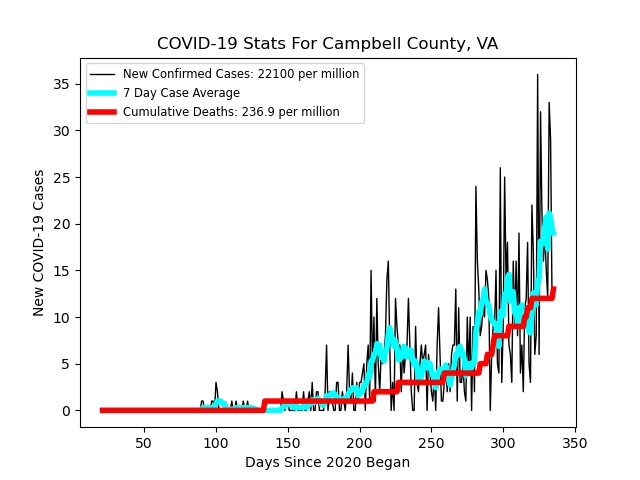 COVID-19 Stats For Campbell County, VA
New Confirmed Cases: 22100 per million
7 Day Case Average
Cumulative Deaths: 236.9 per million
New COVID-19 Cases
35
30
25
20
15
10
5
0
50 100 150 200 250 300 350
Days Since 2020 Began